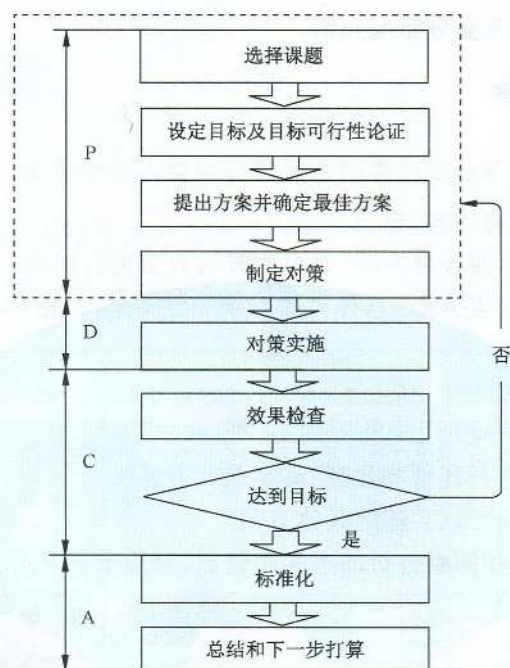 选择课题
设定目标及目标可行性论证
P
提出方案并确定最佳方案
制定对策
D
对策实施
否
效果检查
C
达到目标
是
标准化
A
总结和下一步打算